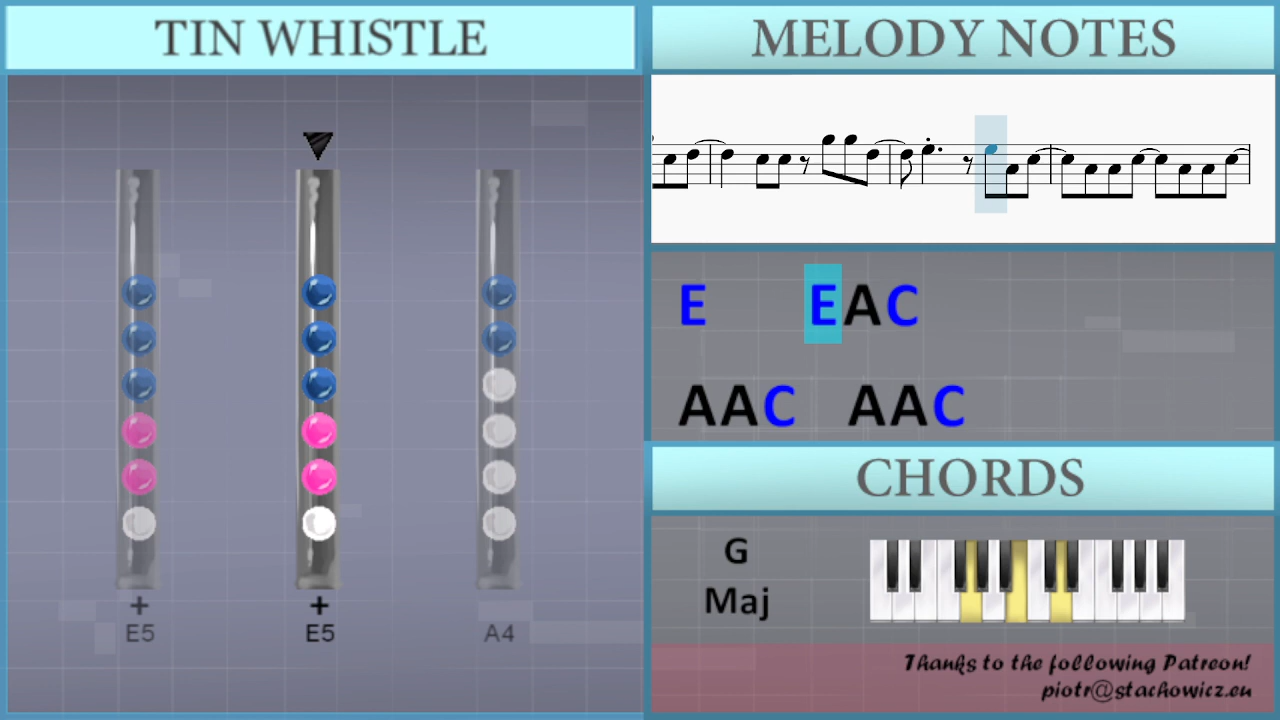 TIN WHISTLE
+
E5
+
E5
A4
MELODY NOTES
E EAC
AAC AAC
CHORDS
G
Maj
Thanks to the following Patreon!
piotr@stachowicz.eu